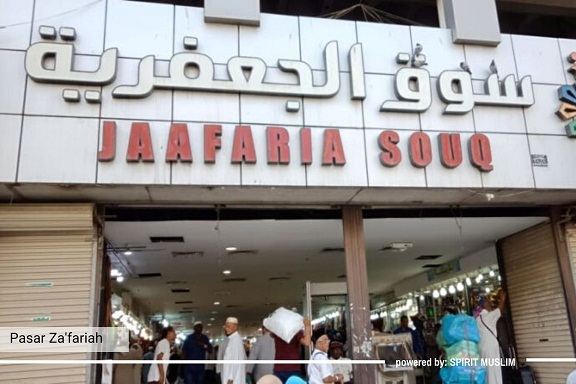 سوق الجعفرية
JAAFARIA SOUQ
Pasar Za'fariah
powered by: SPIRIT MUSLIM